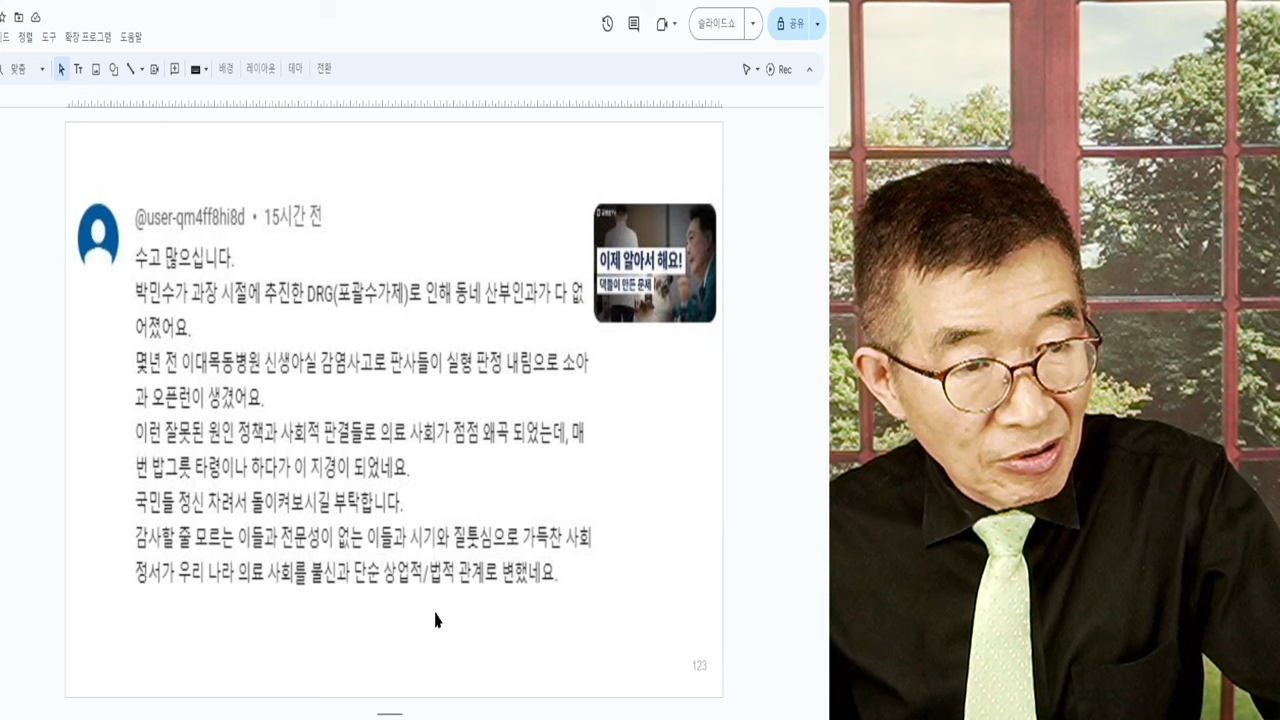 드 정렬 도구 확장 프로그램 도움말
슬라이드쇼
공유
맞춤
배경 레이아웃 테마 전환
Rec
@user-qm4ff8hi8d • 15시간 전
수고 많으십니다.
박민수가 과장 시절에 추진한 DRG(포괄수가제)로 인해 동네 산부인과가 다 없
어졌어요.
몇년 전 이대목동병원 신생아실 감염사고로 판사들이 실형 판정 내림으로 소아
과 오픈런이 생겼어요.
이런 잘못된 원인 정책과 사회적 판결들로 의료 사회가 점점 왜곡 되었는데, 매
번 밥그릇 타령이나 하다가 이 지경이 되었네요.
국민들 정신 차려서 돌이켜보시길 부탁합니다.
감사할 줄 모르는 이들과 전문성이 없는 이들과 시기와 질툿심으로 가득찬 사회
정서가 우리 나라 의료 사회를 불신과 단순 상업적/법적 관계로 변했네요.
이제 알아서 해요!
만든 문제
123